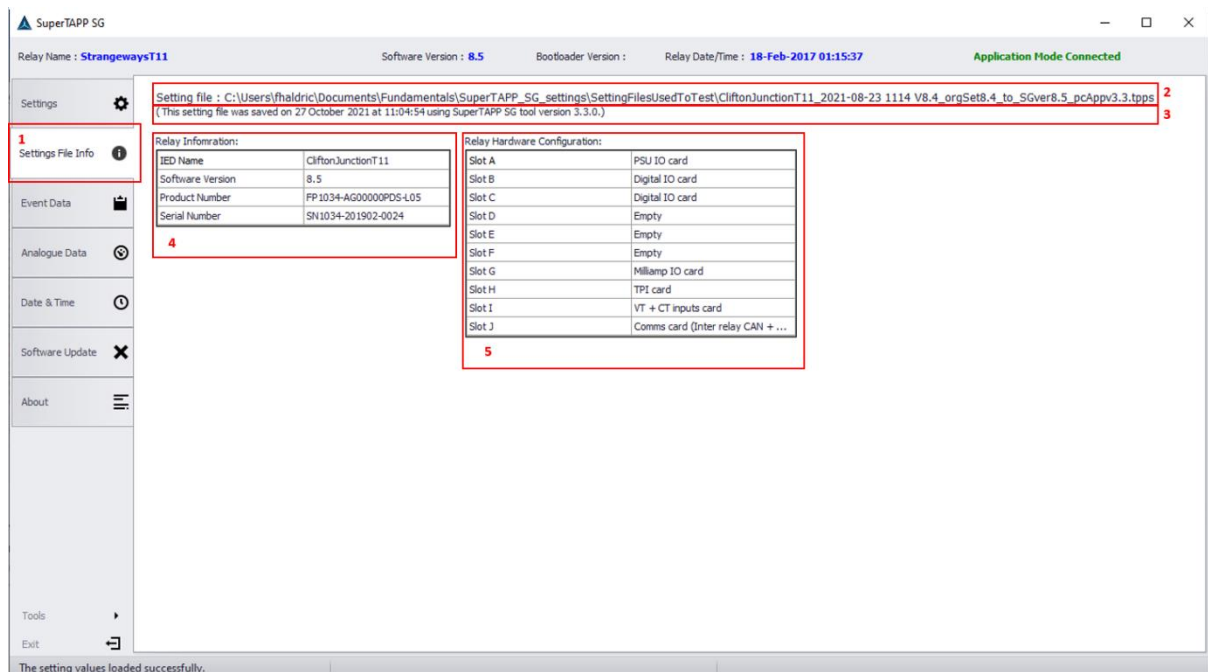 SuperTAPP SG
Relay Name : StrangewaysT11 Software Version : 8.5 Bootloader Version : Relay Date/Time : 18-Feb-2017 01:15:37 Application Mode Connected
Settings
1
Settings File Info
Event Data
Analogue Data
Date & Time
Software Update
About
Tools
Exit
Setting file : C:\Users\fhaldric\Documents\Fundamentals\SuperTAPP_SG_settings\SettingFilesUsedToTest\CliftonJunctionT11_2021-08-23 1114 V8.4_orgSet8.4_to_SGver8.5_pcAppv3.3.tpps 2
( This setting file was saved on 27 October 2021 at 11:04:54 using SuperTAPP SG tool version 3.3.0.) 3
Relay Infomration:
IED Name CliftonJunctionT11
Software Version 8.5
Product Number FP1034-AG00000PDS-L05
Serial Number SN1034-201902-0024
4
Relay Hardware Configuration:
Slot A PSU IO card
Slot B Digital IO card
Slot C Digital IO card
Slot D Empty
Slot E Empty
Slot F Empty
Slot G Milliamp IO card
Slot H TPI card
Slot I VT + CT inputs card
Slot J Comms card (Inter relay CAN + ...
5
The setting values loaded successfully.